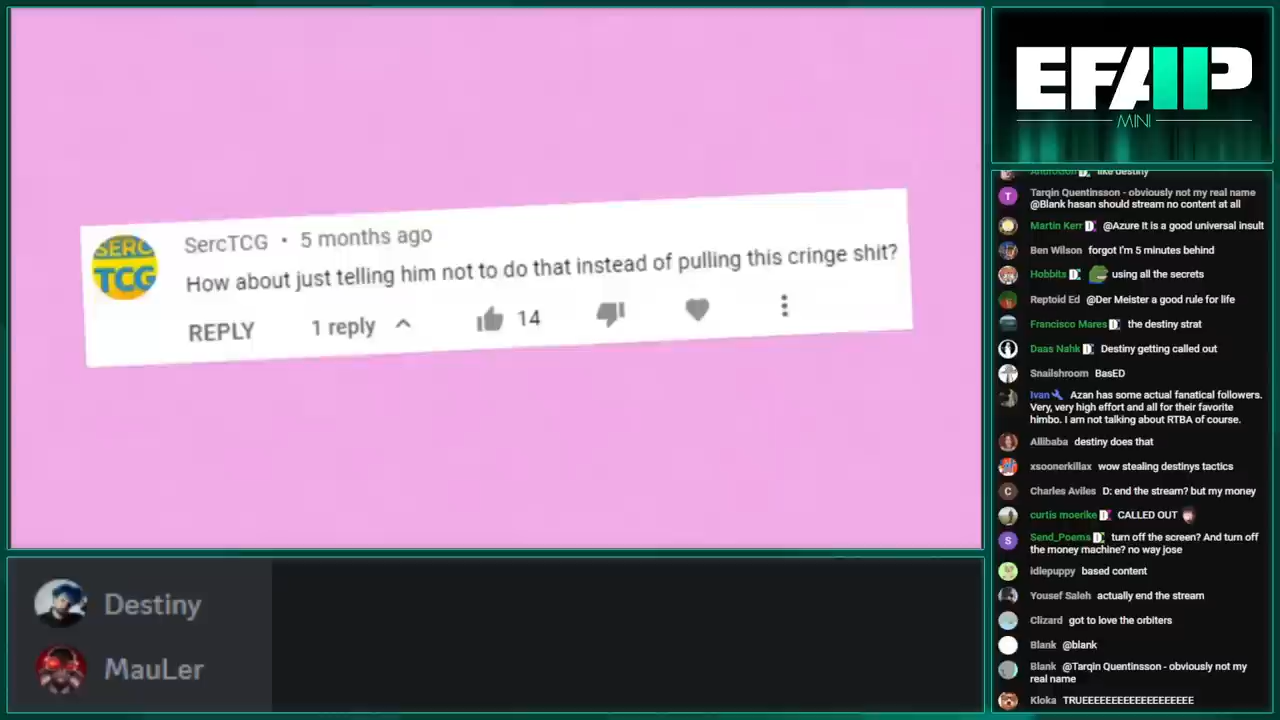 SERC
TCG
SercTCG • 5 months ago
How about just telling him not to do that instead of pulling this cringe shit?
REPLY 1 reply 14
Destiny
MauLer
EFAP
MINI
like destiny
Tarqin Quentinsson - obviously not my real name
@Blank hasan should stream no content at all
Martin Kerr @Azure It is a good universal insult
Ben Wilson forgot I'm 5 minutes behind
Hobbits using all the secrets
Reptoid Ed @Der Meister a good rule for life
Francisco Mares the destiny strat
Daas Nahk Destiny getting called out
Snailshroom BasED
Ivan Azan has some actual fanatical followers.
Very, very high effort and all for their favorite
himbo. I am not talking about RTBA of course.
Allibaba destiny does that
xsoonerkillax wow stealing destinys tactics
C Charles Aviles D: end the stream? but my money
curtis moerike CALLED OUT
S Send_Poems turn off the screen? And turn off
the money machine? no way jose
idlepuppy based content
Yousef Saleh actually end the stream
Clizard got to love the orbiters
Blank @blank
Blank @Tarqin Quentinsson - obviously not my
real name
Kloka TRUEEEEEEEEEEEEEEEEEEE